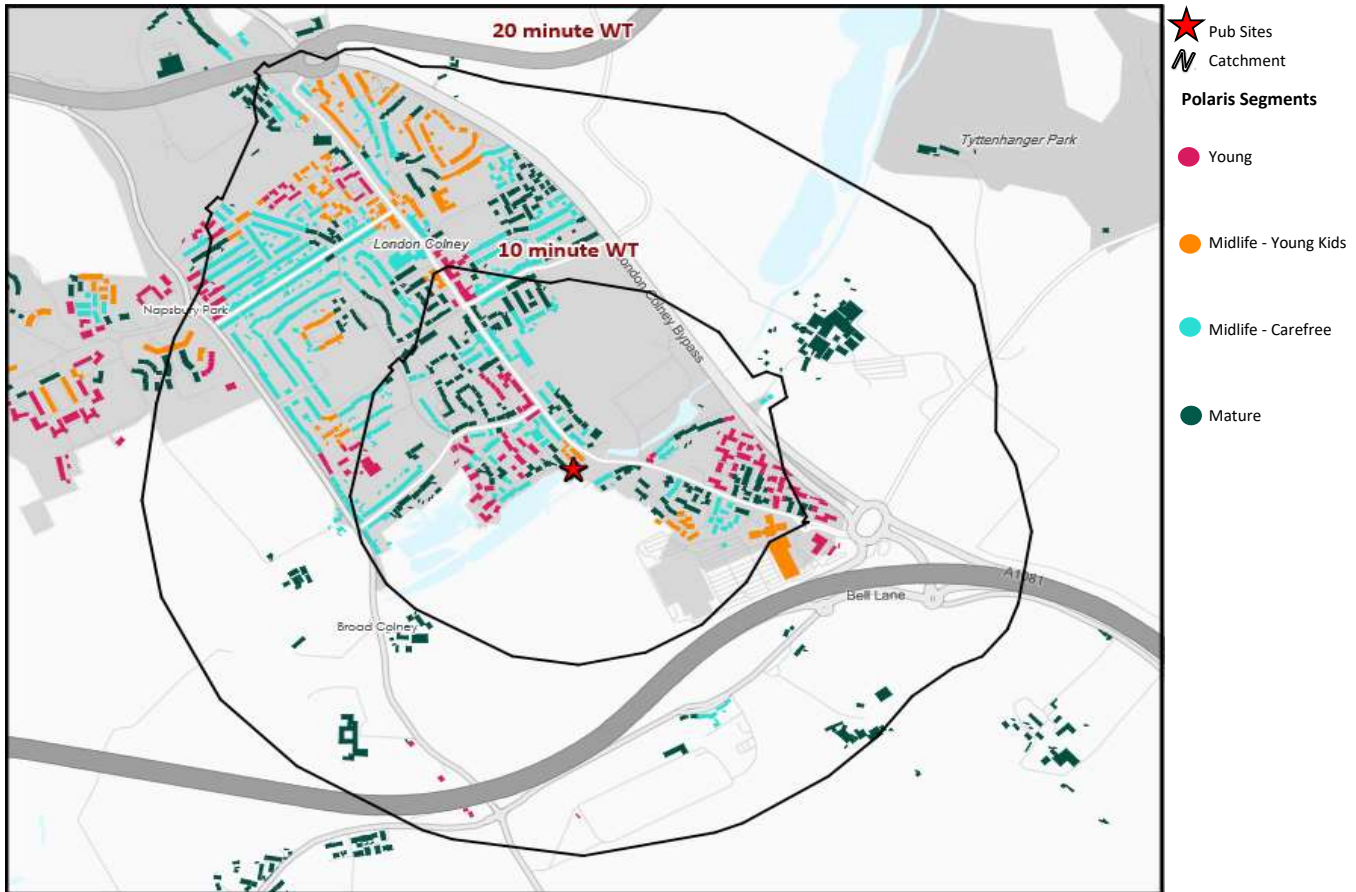 20 minute WT
Tyttenhanger Park
London Colney
10 minute WT
London Colney Bypass
Napsbury Park
A1081
Bell Lane
Broad Colney
Pub Sites
Catchment
Polaris Segments
Young
Midlife - Young Kids
Midlife - Carefree
Mature